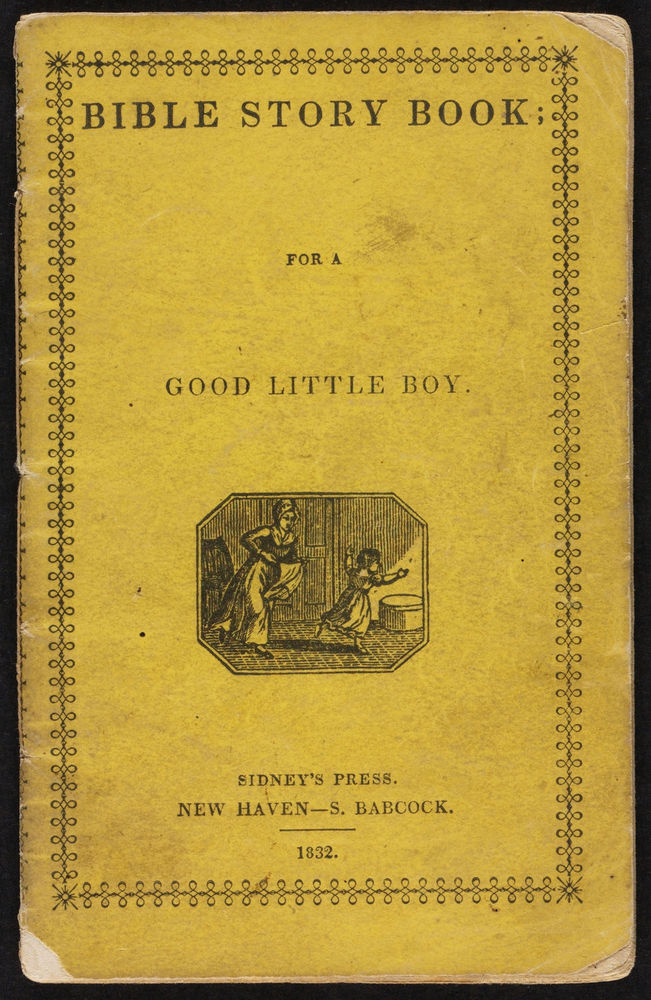 BIBLE STORY BOOK;
FOR A
GOOD LITTLE BOY.
SIDNEY'S PRESS.
NEW HAVEN—S. BABCOCK.
1832.